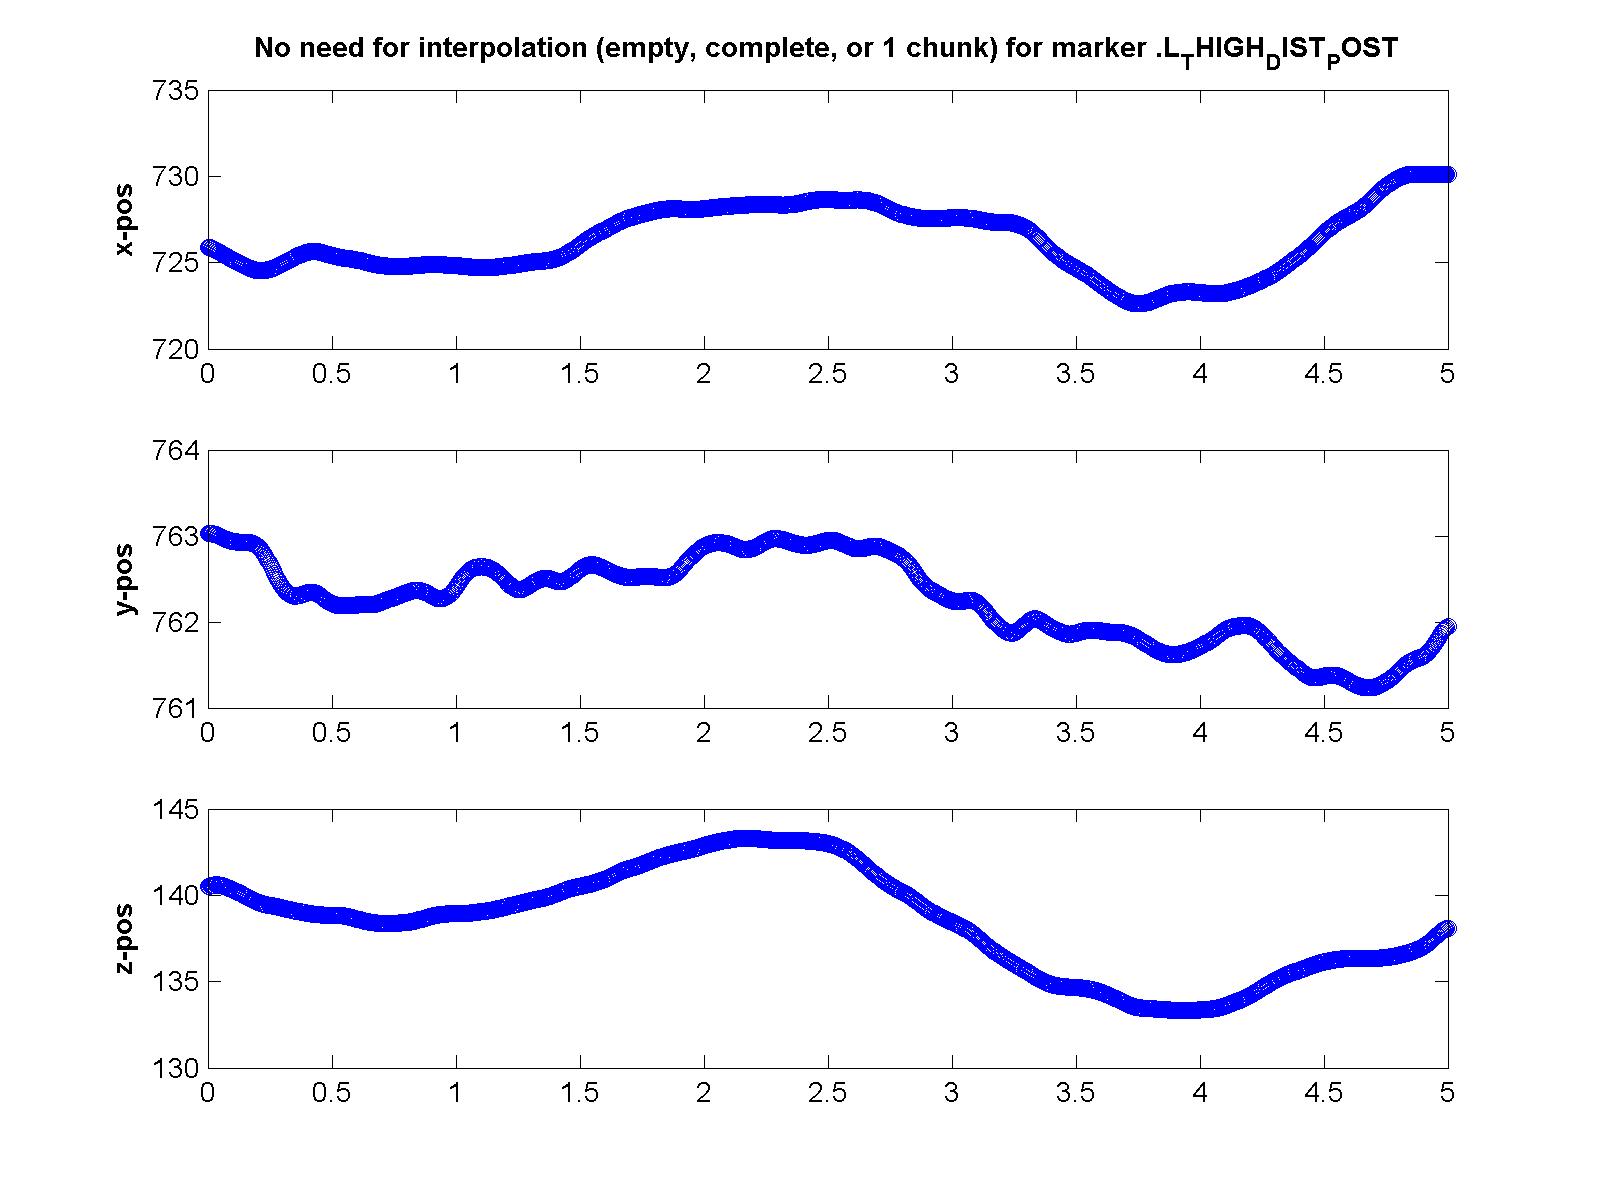 No need for interpolation (empty, complete, or 1 chunk) for marker .LTHIGHDISTPOST
735
730
725
720
x-pos
0 0.5 1 1.5 2 2.5 3 3.5 4 4.5 5
764
763
762
761
y-pos
0 0.5 1 1.5 2 2.5 3 3.5 4 4.5 5
145
140
135
130
z-pos
0 0.5 1 1.5 2 2.5 3 3.5 4 4.5 5